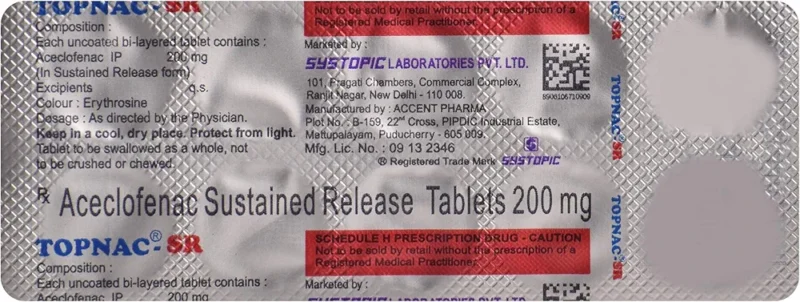 TOPNAC®-SR
Composition :
Each uncoated bi-layered tablet contains :
Aceclofenac IP 200 mg
(In Sustained Release form)
Excipients q.s.
Colour : Erythrosine
Dosage : As directed by the Physician.
Keep in a cool, dry place. Protect from light.
Tablet to be swallowed as a whole, not
to be crushed or chewed.
Not to be sold by retail without the prescription of a
Registered Medical Practitioner.
Marketed by :
SYSTOPIC LABORATORIES PVT. LTD.
101, Pragati Chambers, Commercial Complex,
Ranjit Nagar, New Delhi - 110 008.
Manufactured by : ACCENT PHARMA
Plot No. : B-159, 22nd Cross, PIPDIC Industrial Estate,
Mettupalayam, Puducherry - 605 009.
Mfg. Lic. No. : 09 13 2346
® Registered Trade Mark SYSTOPIC
TOPNAC®-SR
Rx Aceclofenac Sustained Release Tablets 200 mg
TOPNAC®-SR
Composition :
Each uncoated bi-layered tablet contains :
Aceclofenac IP 200 mg
SCHEDULE H PRESCRIPTION DRUG - CAUTION
Not to be sold by retail without the prescription of a
Registered Medical Practitioner.
Marketed by :
SYSTOPIC LABORATORIES PVT. LTD.
TOPNAC®-SR